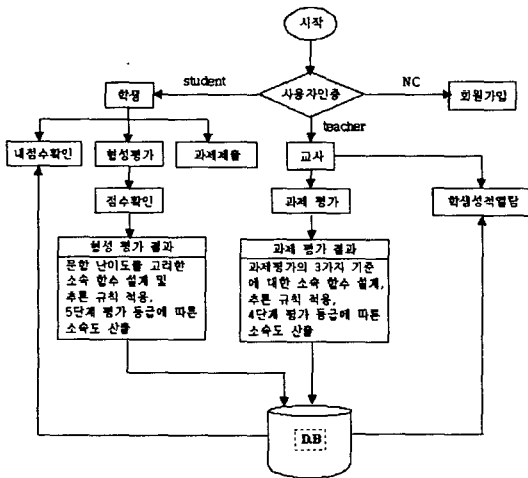 시작
student
NC
사용자인증
회원가입
학생
teacher
내점수확인
형성평가
과제제출
교사
점수확인
과제 평가
학생성적열람
형성 평가 결과
문항 난이도를 고려한
소속 함수 설계 및
추론 규칙 적용,
5단계 평가 등급에 따른
소속도 산출
과제 평가 결과
과제평가의 3가지 기준
에 대한 소속 함수 설계,
추론 규칙 적용,
4단계 평가 등급에 따른
소속도 산출
D.B